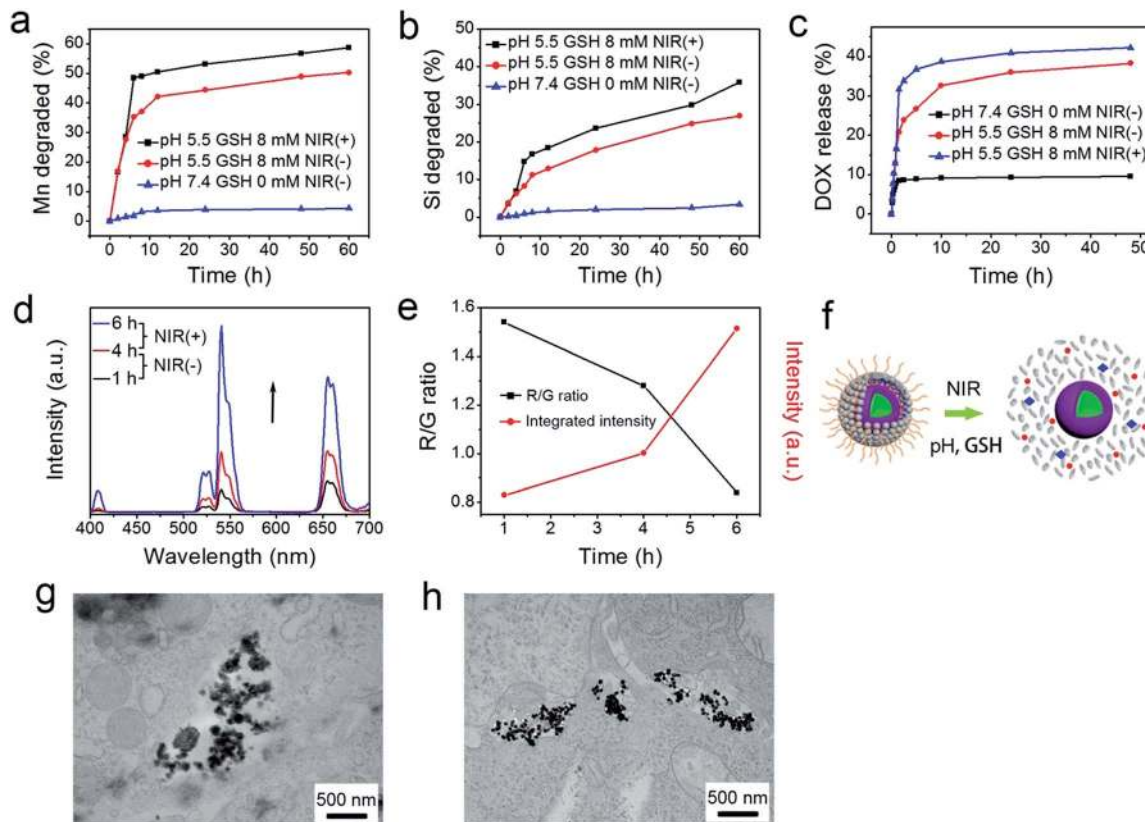 a
Mn degraded (%)
60
50
40
30
20
10
0
pH 5.5 GSH 8 mM NIR(+)
pH 5.5 GSH 8 mM NIR(-)
pH 7.4 GSH 0 mM NIR(-)
0 10 20 30 40 50 60
Time (h)
b
Si degraded (%)
50
40
30
20
10
0
pH 5.5 GSH 8 mM NIR(+)
pH 5.5 GSH 8 mM NIR(-)
pH 7.4 GSH 0 mM NIR(-)
0 10 20 30 40 50 60
Time (h)
c
DOX release (%)
50
40
30
20
10
0
pH 7.4 GSH 0 mM NIR(-)
pH 5.5 GSH 8 mM NIR(-)
pH 5.5 GSH 8 mM NIR(+)
0 10 20 30 40 50
Time (h)
d
Intensity (a.u.)
6 h
4 h
1 h
NIR(+)
NIR(-)
400 450 500 550 600 650 700
Wavelength (nm)
e
R/G ratio
1.6
1.4
1.2
1.0
0.8
R/G ratio
Integrated intensity
1 2 3 4 5 6
Time (h)
Intensity (a.u.)
f
NIR
pH, GSH
g
500 nm
h
500 nm